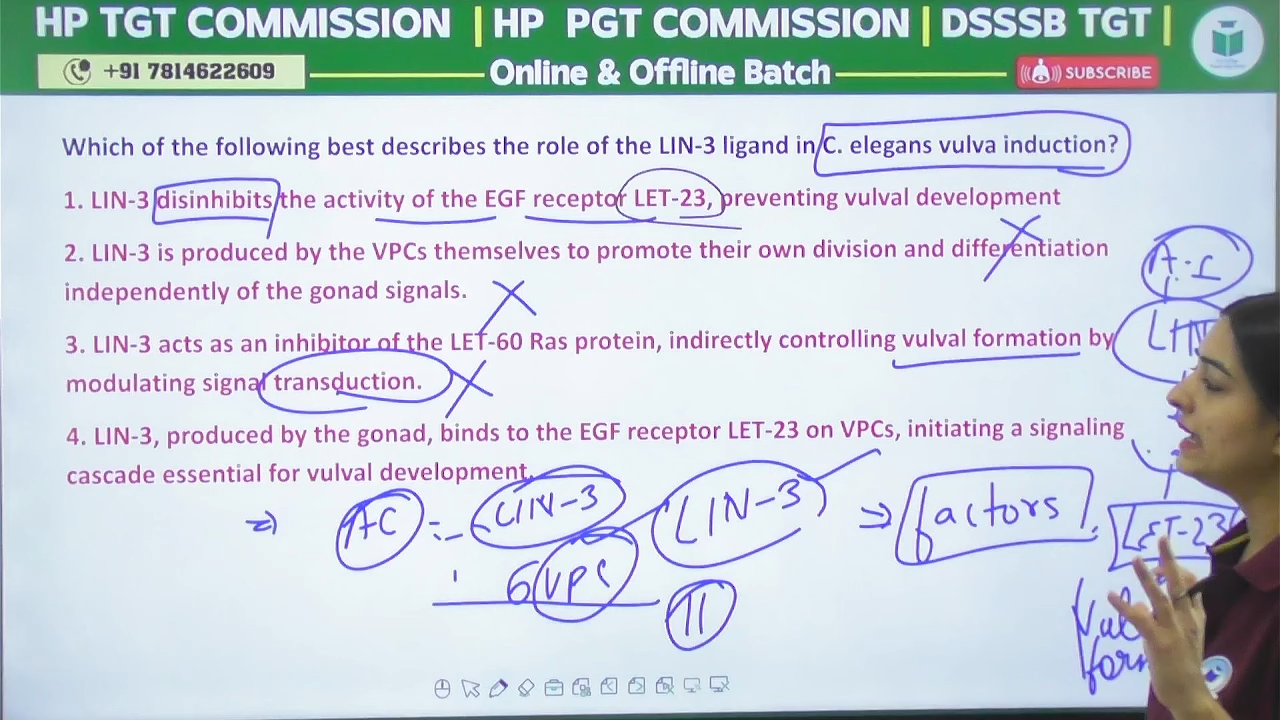 HP TGT COMMISSION | HP PGT COMMISSION | DSSSB TGT |
+91 7814622609
Online & Offline Batch
SUBSCRIBE
Which of the following best describes the role of the LIN-3 ligand in C. elegans vulva induction?
1. LIN-3 disinhibits the activity of the EGF receptor LET-23, preventing vulval development
2. LIN-3 is produced by the VPCs themselves to promote their own division and differentiation
independently of the gonad signals.
3. LIN-3 acts as an inhibitor of the LET-60 Ras protein, indirectly controlling vulval formation by
modulating signal transduction.
4. LIN-3, produced by the gonad, binds to the EGF receptor LET-23 on VPCs, initiating a signaling
cascade essential for vulval development.
LIN
AC :- LIN-3
LIN-3
⇒ factors
LET-23
6 VPC
Vul
form